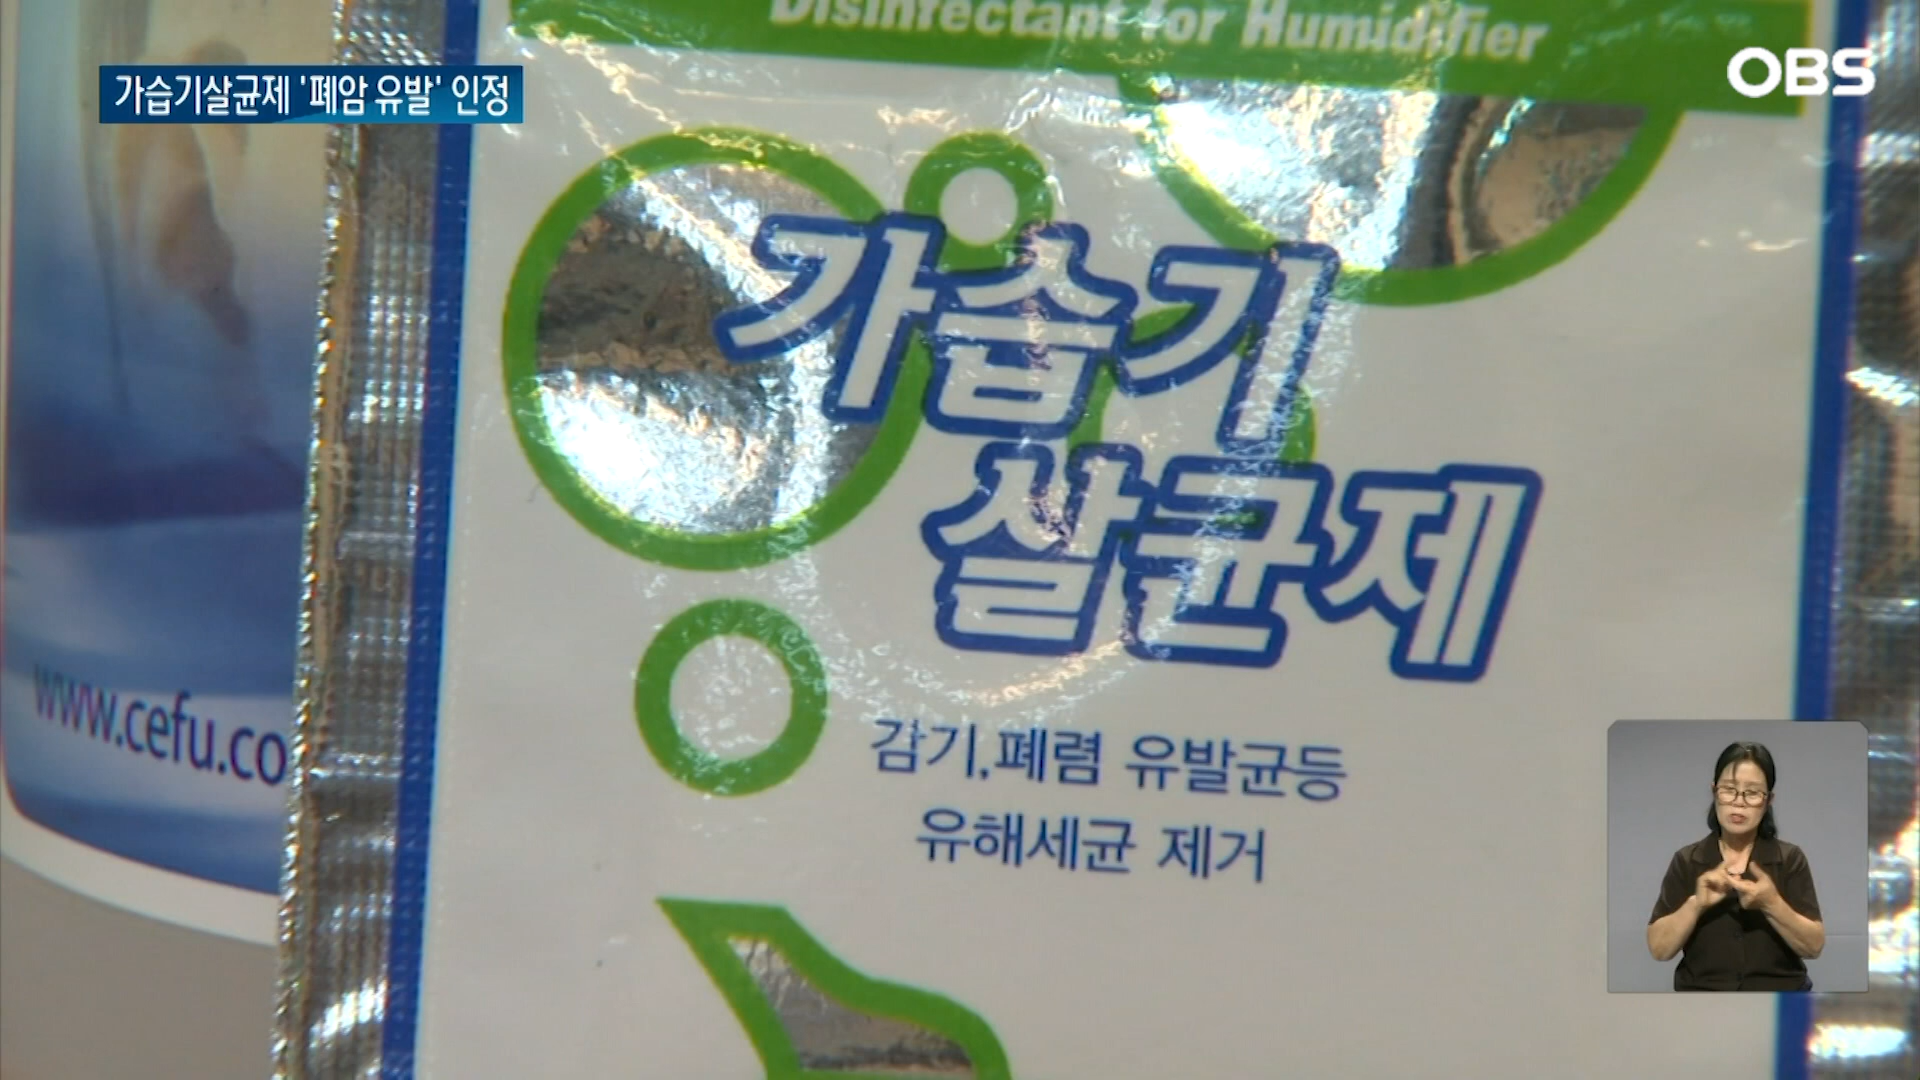 Disinfectant for Humidifier
가습기살균제 '폐암 유발' 인정
OBS
가습기
살균제
감기.폐렴 유발균등
유해세균 제거
www.cefu.co